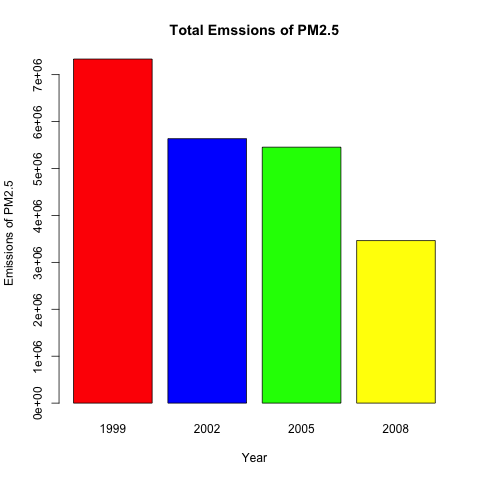 Total Emssions of PM2.5
Emissions of PM2.5
7e+06
6e+06
5e+06
4e+06
3e+06
2e+06
1e+06
0e+00
1999 2002 2005 2008
Year